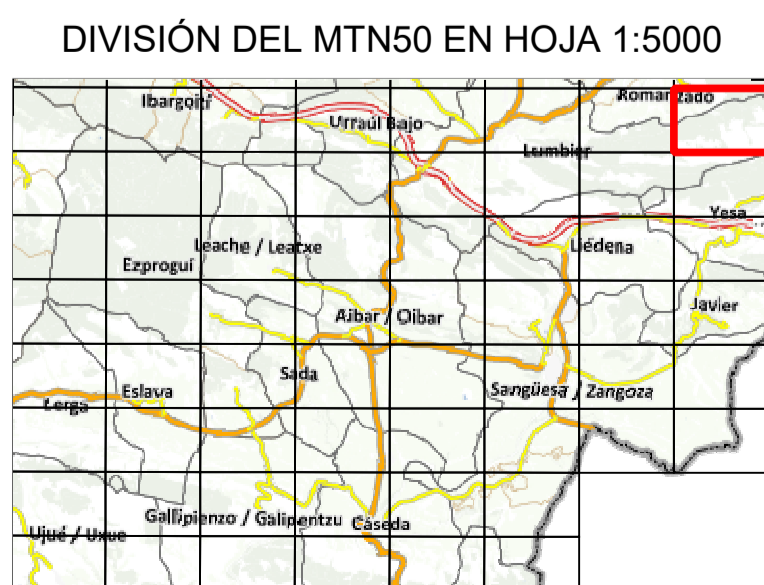 DIVISIÓN DEL MTN50 EN HOJA 1:5000
Romanzado
Ibargoiti
Urraúl Bajo
Lumbier
Yesa
Leache / Leatxe
Liédena
Ezprogui
Javier
Aibar / Oibar
Sada
Eslava
Sangüesa / Zangoza
Lerga
Gallipienzo / Galipentzu
Cáseda
Ujué / Uxue